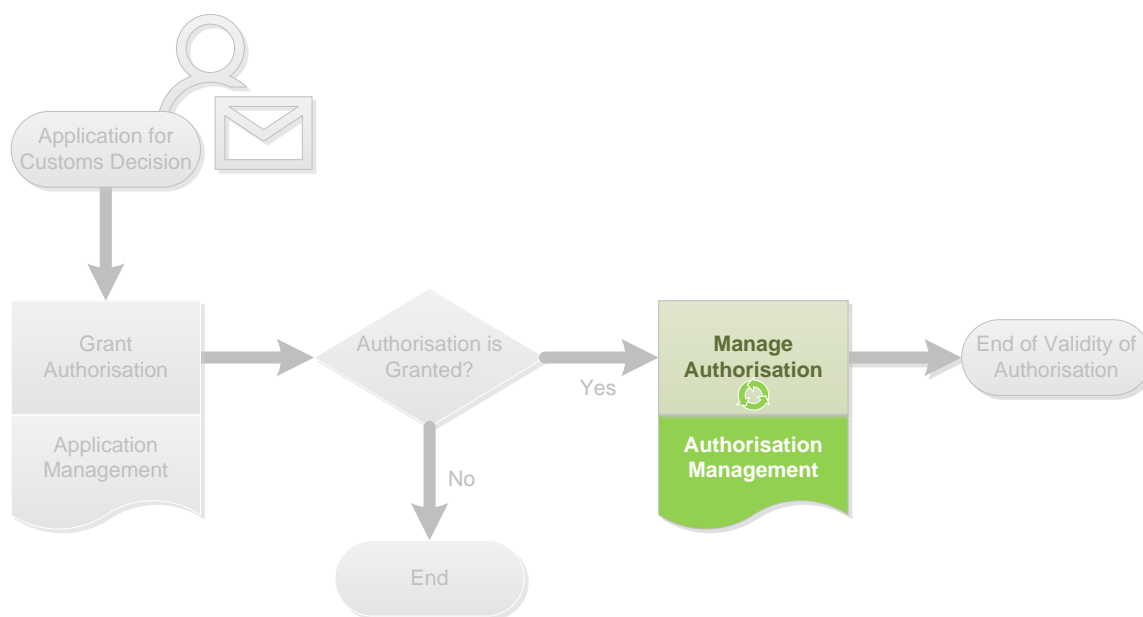 Application for
Customs Decision
Grant
Authorisation
Application
Management
Authorisation is
Granted?
Yes
No
End
Manage
Authorisation
Authorisation
Management
End of Validity of
Authorisation